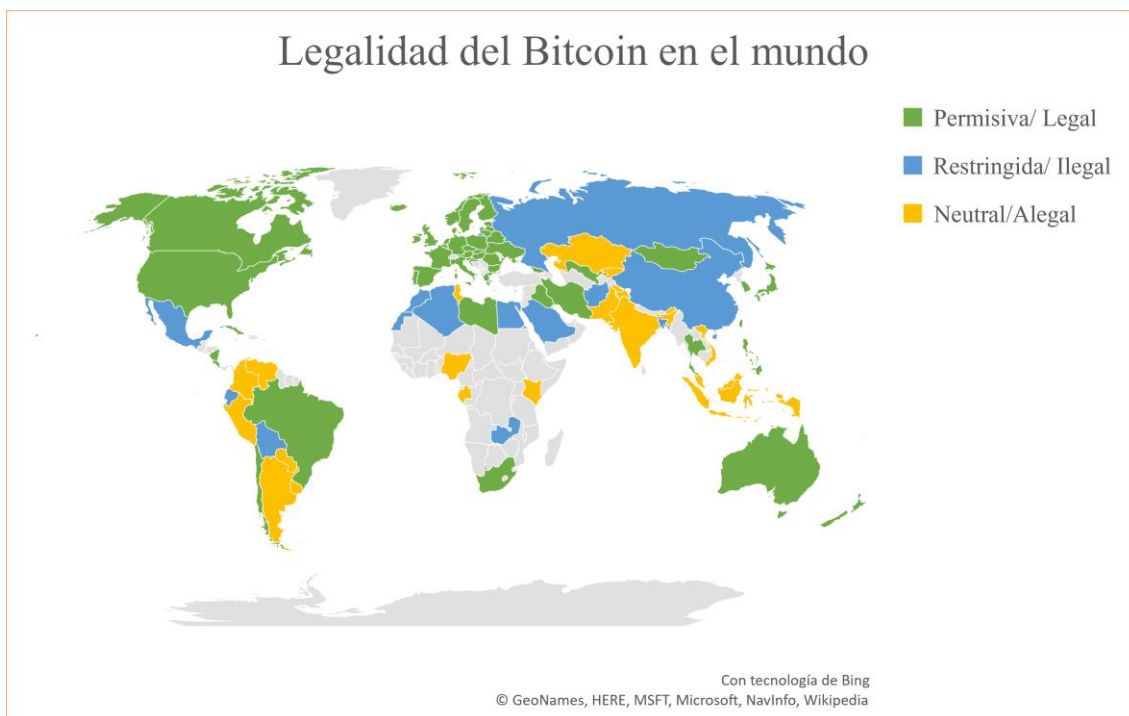 Legalidad del Bitcoin en el mundo
Permisiva/ Legal
Restringida/ Ilegal
Neutral/Alegal
Con tecnología de Bing
© GeoNames, HERE, MSFT, Microsoft, NavInfo, Wikipedia